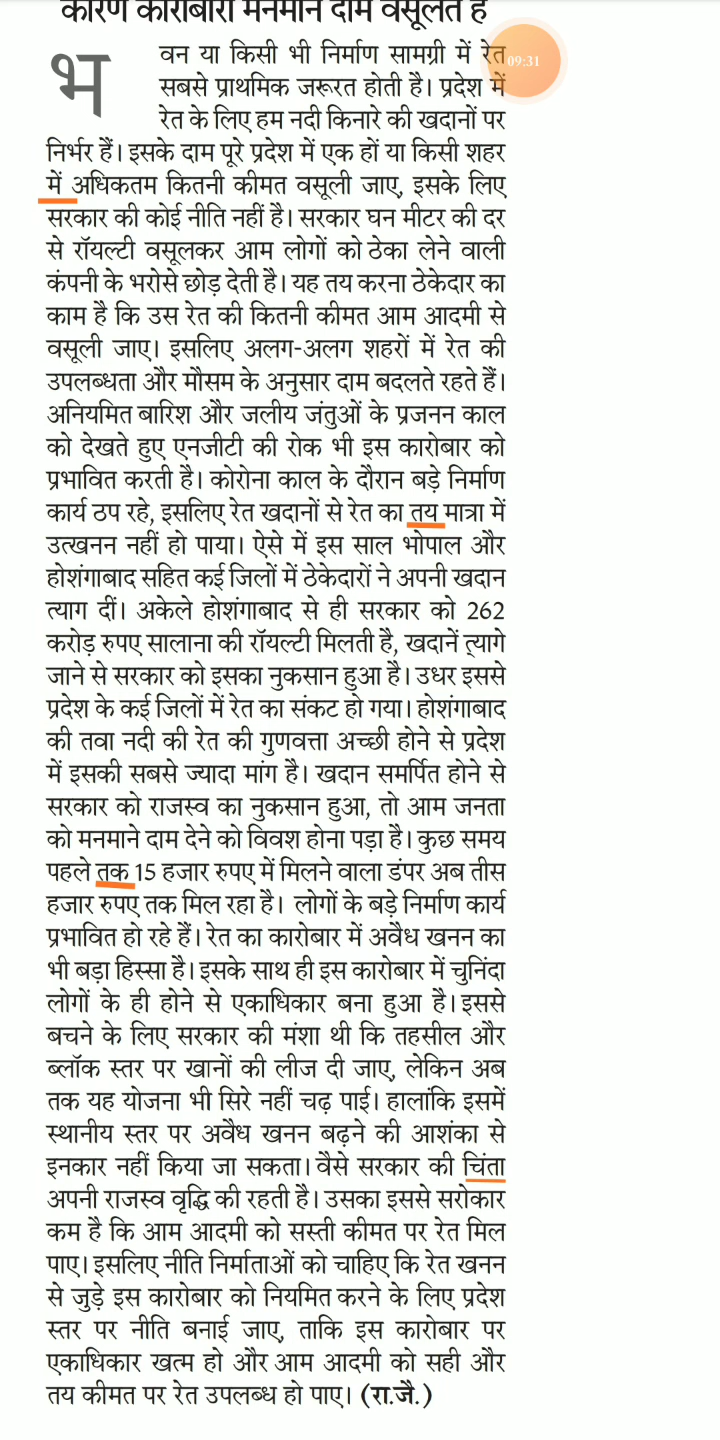 कारण कारोबारी मनमाने दाम वसूलते हैं
09:31
भवन या किसी भी निर्माण सामग्री में रेत
सबसे प्राथमिक जरूरत होती है। प्रदेश में
रेत के लिए हम नदी किनारे की खदानों पर
निर्भर हैं। इसके दाम पूरे प्रदेश में एक हों या किसी शहर
में अधिकतम कितनी कीमत वसूली जाए, इसके लिए
सरकार की कोई नीति नहीं है। सरकार घन मीटर की दर
से रॉयल्टी वसूलकर आम लोगों को ठेका लेने वाली
कंपनी के भरोसे छोड़ देती है। यह तय करना ठेकेदार का
काम है कि उस रेत की कितनी कीमत आम आदमी से
वसूली जाए। इसलिए अलग-अलग शहरों में रेत की
उपलब्धता और मौसम के अनुसार दाम बदलते रहते हैं।
अनियमित बारिश और जलीय जंतुओं के प्रजनन काल
को देखते हुए एनजीटी की रोक भी इस कारोबार को
प्रभावित करती है। कोरोना काल के दौरान बड़े निर्माण
कार्य ठप रहे, इसलिए रेत खदानों से रेत का तय मात्रा में
उत्खनन नहीं हो पाया। ऐसे में इस साल भोपाल और
होशंगाबाद सहित कई जिलों में ठेकेदारों ने अपनी खदान
त्याग दीं। अकेले होशंगाबाद से ही सरकार को 262
करोड़ रुपए सालाना की रॉयल्टी मिलती है, खदानें त्यागे
जाने से सरकार को इसका नुकसान हुआ है। उधर इससे
प्रदेश के कई जिलों में रेत का संकट हो गया। होशंगाबाद
की तवा नदी की रेत की गुणवत्ता अच्छी होने से प्रदेश
में इसकी सबसे ज्यादा मांग है। खदान समर्पित होने से
सरकार को राजस्व का नुकसान हुआ, तो आम जनता
को मनमाने दाम देने को विवश होना पड़ा है। कुछ समय
पहले तक 15 हजार रुपए में मिलने वाला डंपर अब तीस
हजार रुपए तक मिल रहा है। लोगों के बड़े निर्माण कार्य
प्रभावित हो रहे हैं। रेत का कारोबार में अवैध खनन का
भी बड़ा हिस्सा है। इसके साथ ही इस कारोबार में चुनिंदा
लोगों के ही होने से एकाधिकार बना हुआ है। इससे
बचने के लिए सरकार की मंशा थी कि तहसील और
ब्लॉक स्तर पर खानों की लीज दी जाए, लेकिन अब
तक यह योजना भी सिरे नहीं चढ़ पाई। हालांकि इसमें
स्थानीय स्तर पर अवैध खनन बढ़ने की आशंका से
इनकार नहीं किया जा सकता। वैसे सरकार की चिंता
अपनी राजस्व वृद्धि की रहती है। उसका इससे सरोकार
कम है कि आम आदमी को सस्ती कीमत पर रेत मिल
पाए। इसलिए नीति निर्माताओं को चाहिए कि रेत खनन
से जुड़े इस कारोबार को नियमित करने के लिए प्रदेश
स्तर पर नीति बनाई जाए, ताकि इस कारोबार पर
एकाधिकार खत्म हो और आम आदमी को सही और
तय कीमत पर रेत उपलब्ध हो पाए। (रा.जै.)